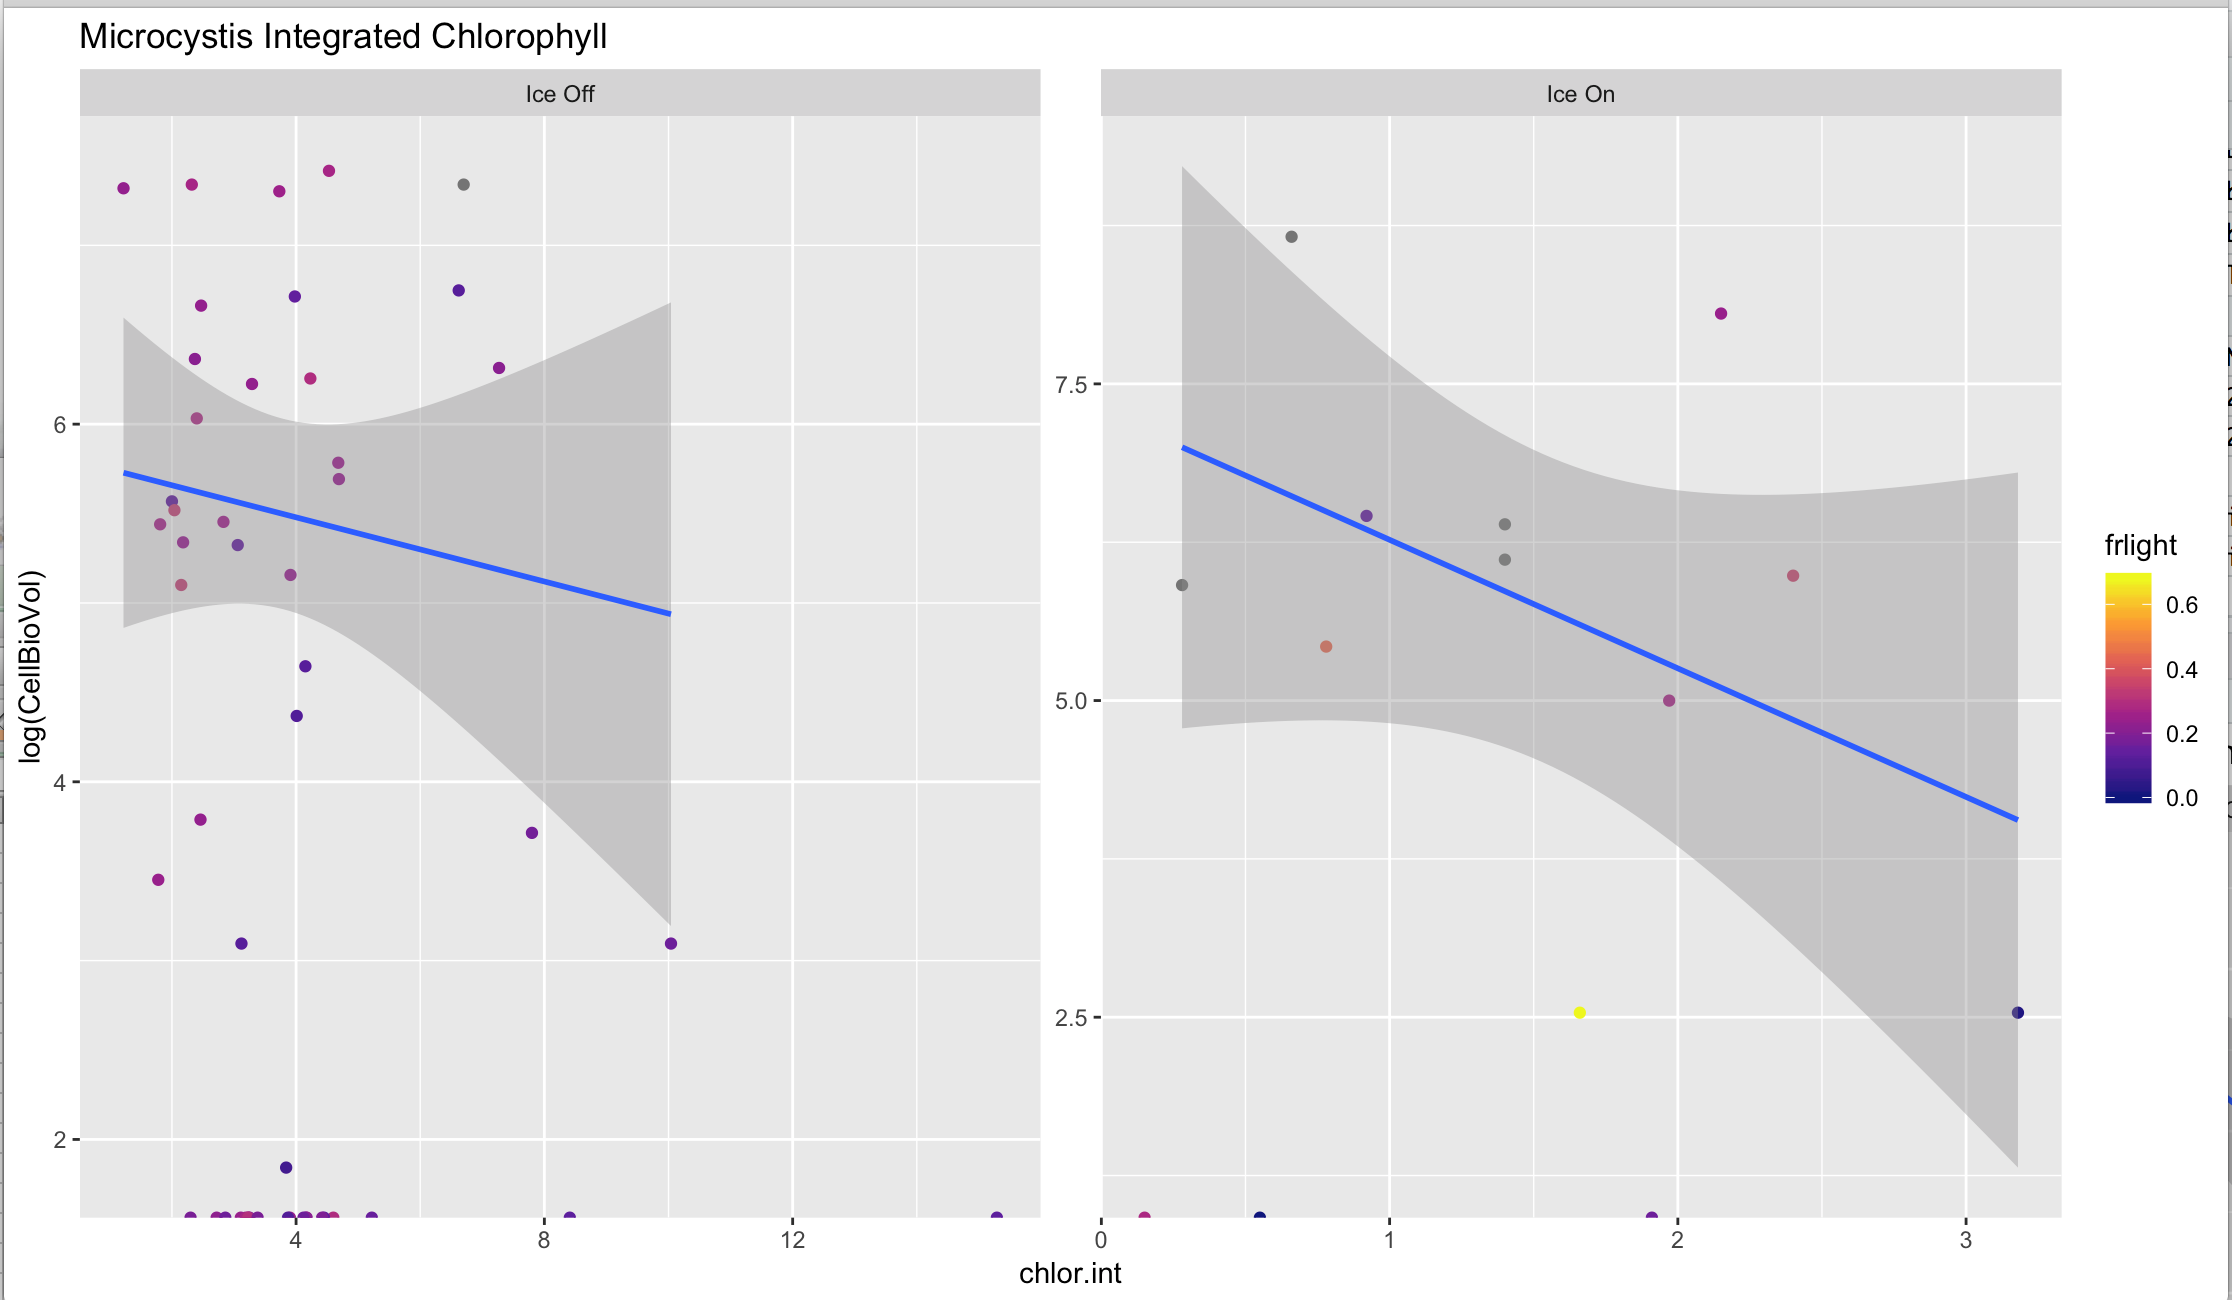 Microcystis Integrated Chlorophyll
Ice Off
Ice On
log(CellBioVol)
6
4
2
7.5
5.0
2.5
4
8
12
0
1
2
3
chlor.int
frlight
0.6
0.4
0.2
0.0